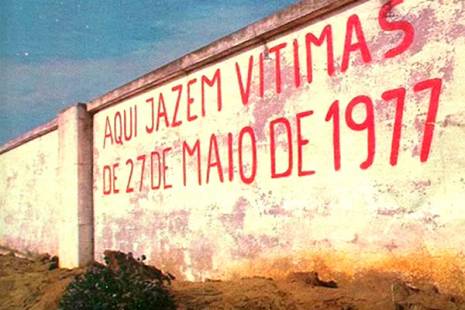 AQUI JAZEM VITIMAS
DE 27 DE MAIO DE 1977